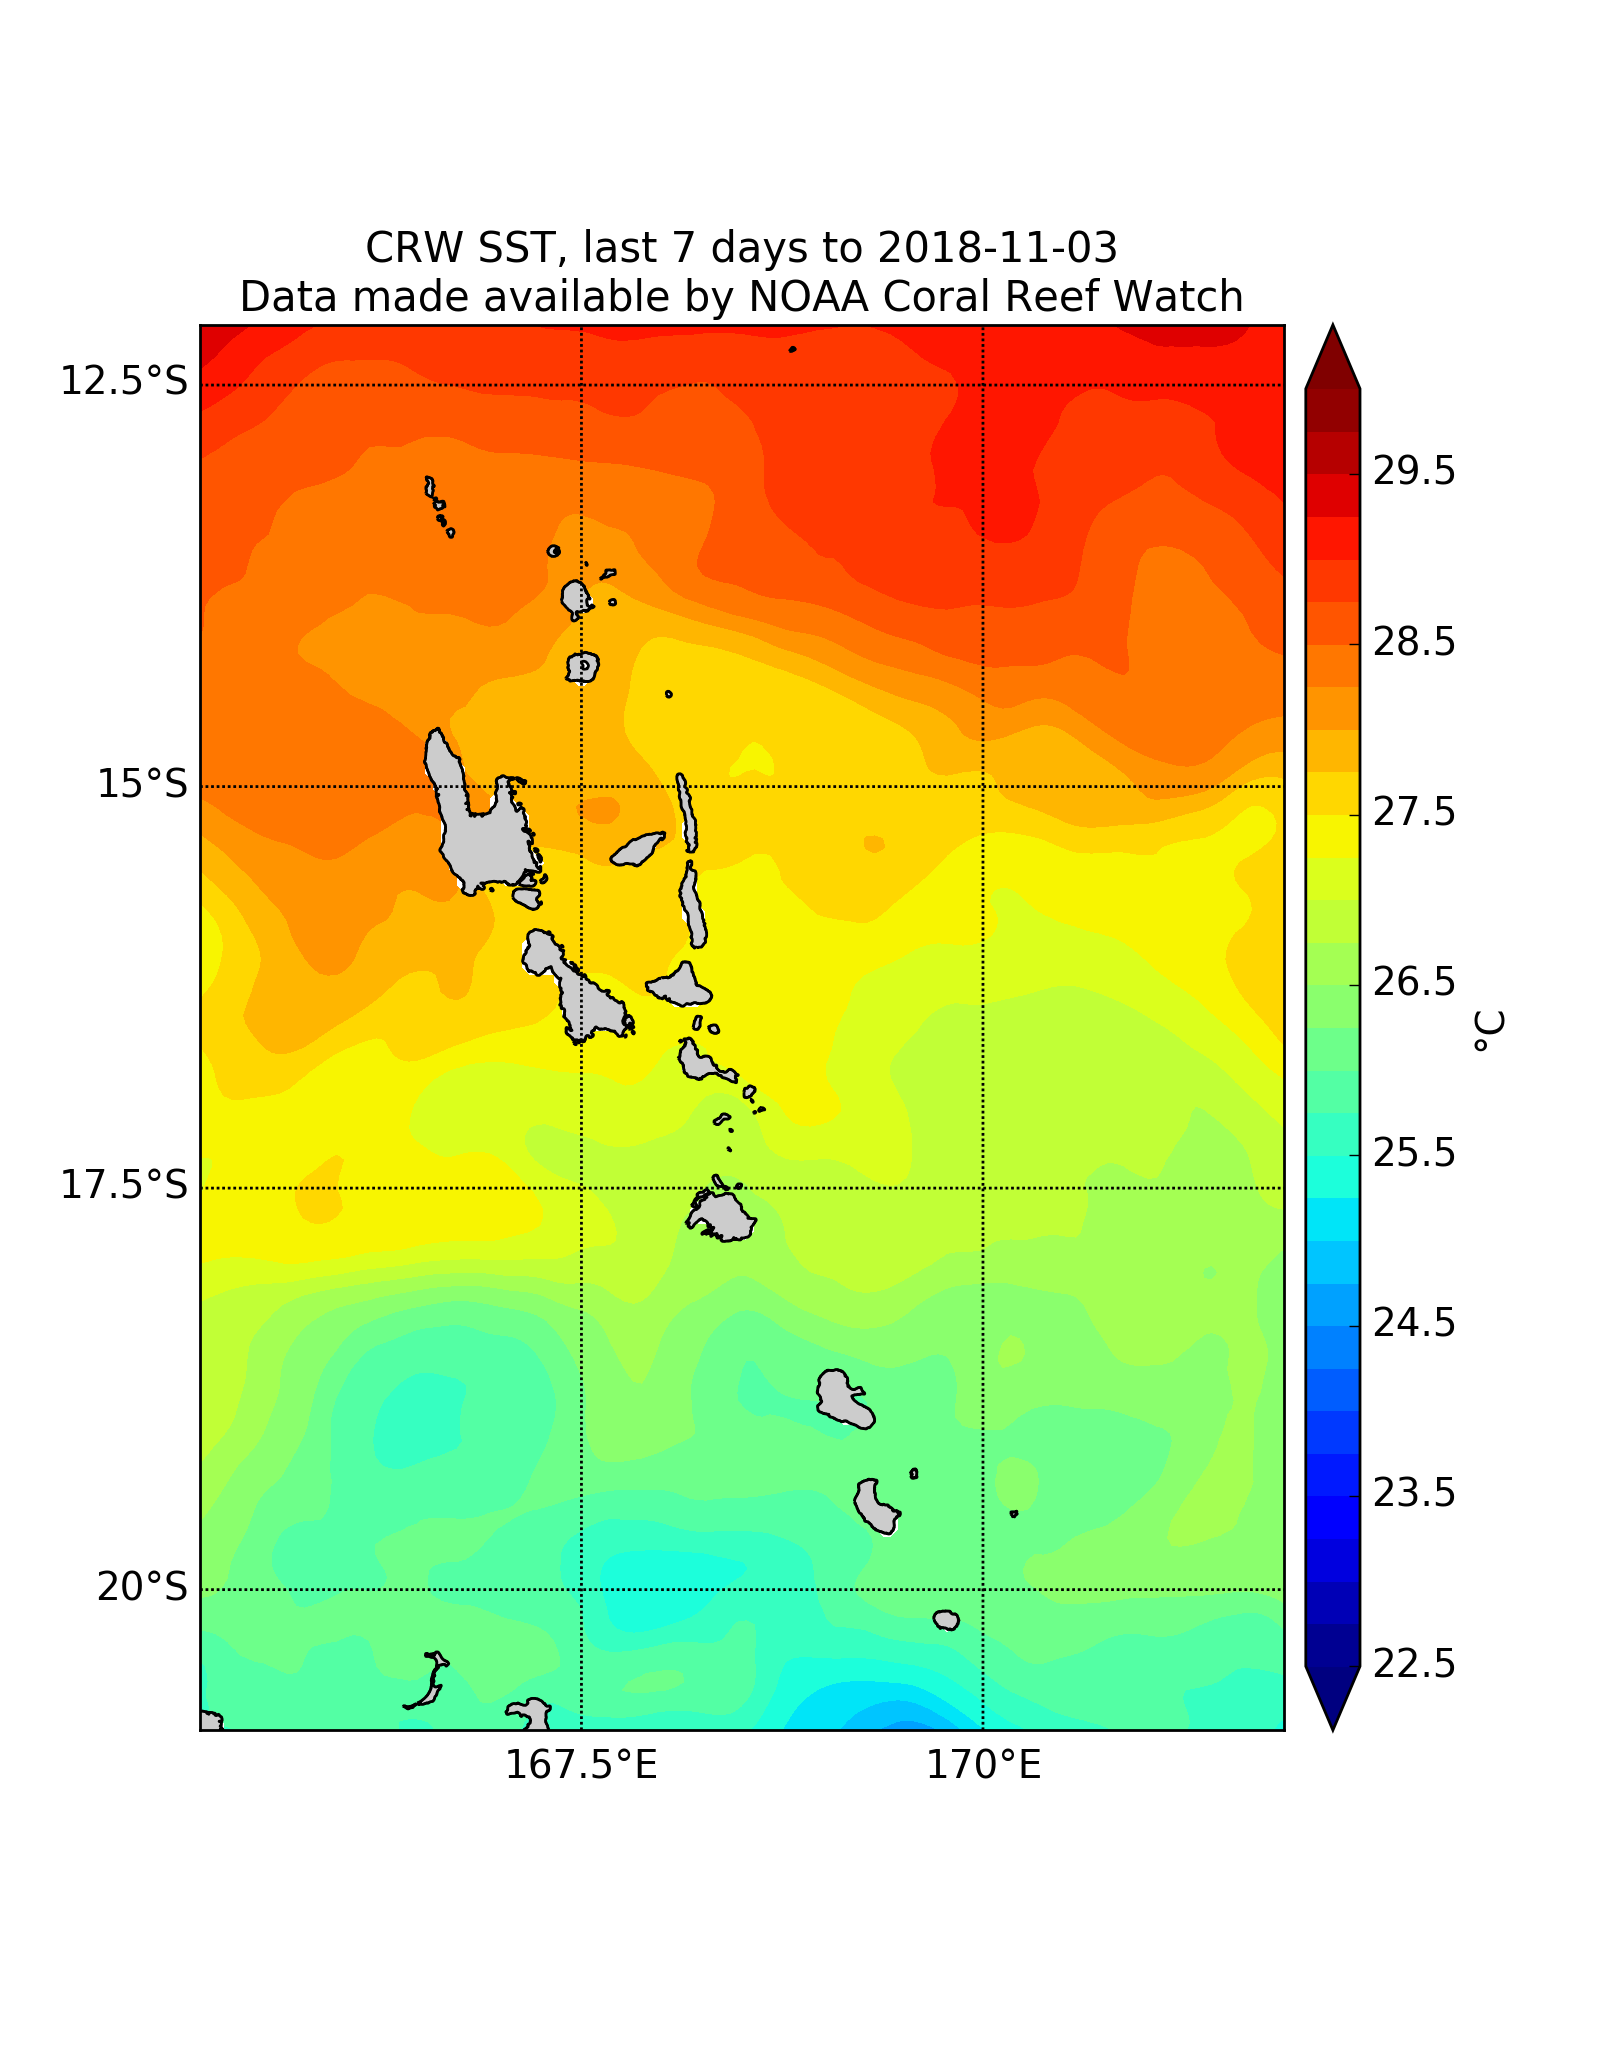 CRW SST, last 7 days to 2018-11-03
Data made available by NOAA Coral Reef Watch
12.5°S
15°S
17.5°S
20°S
167.5°E
170°E
29.5
28.5
27.5
26.5
25.5
24.5
23.5
22.5
°C